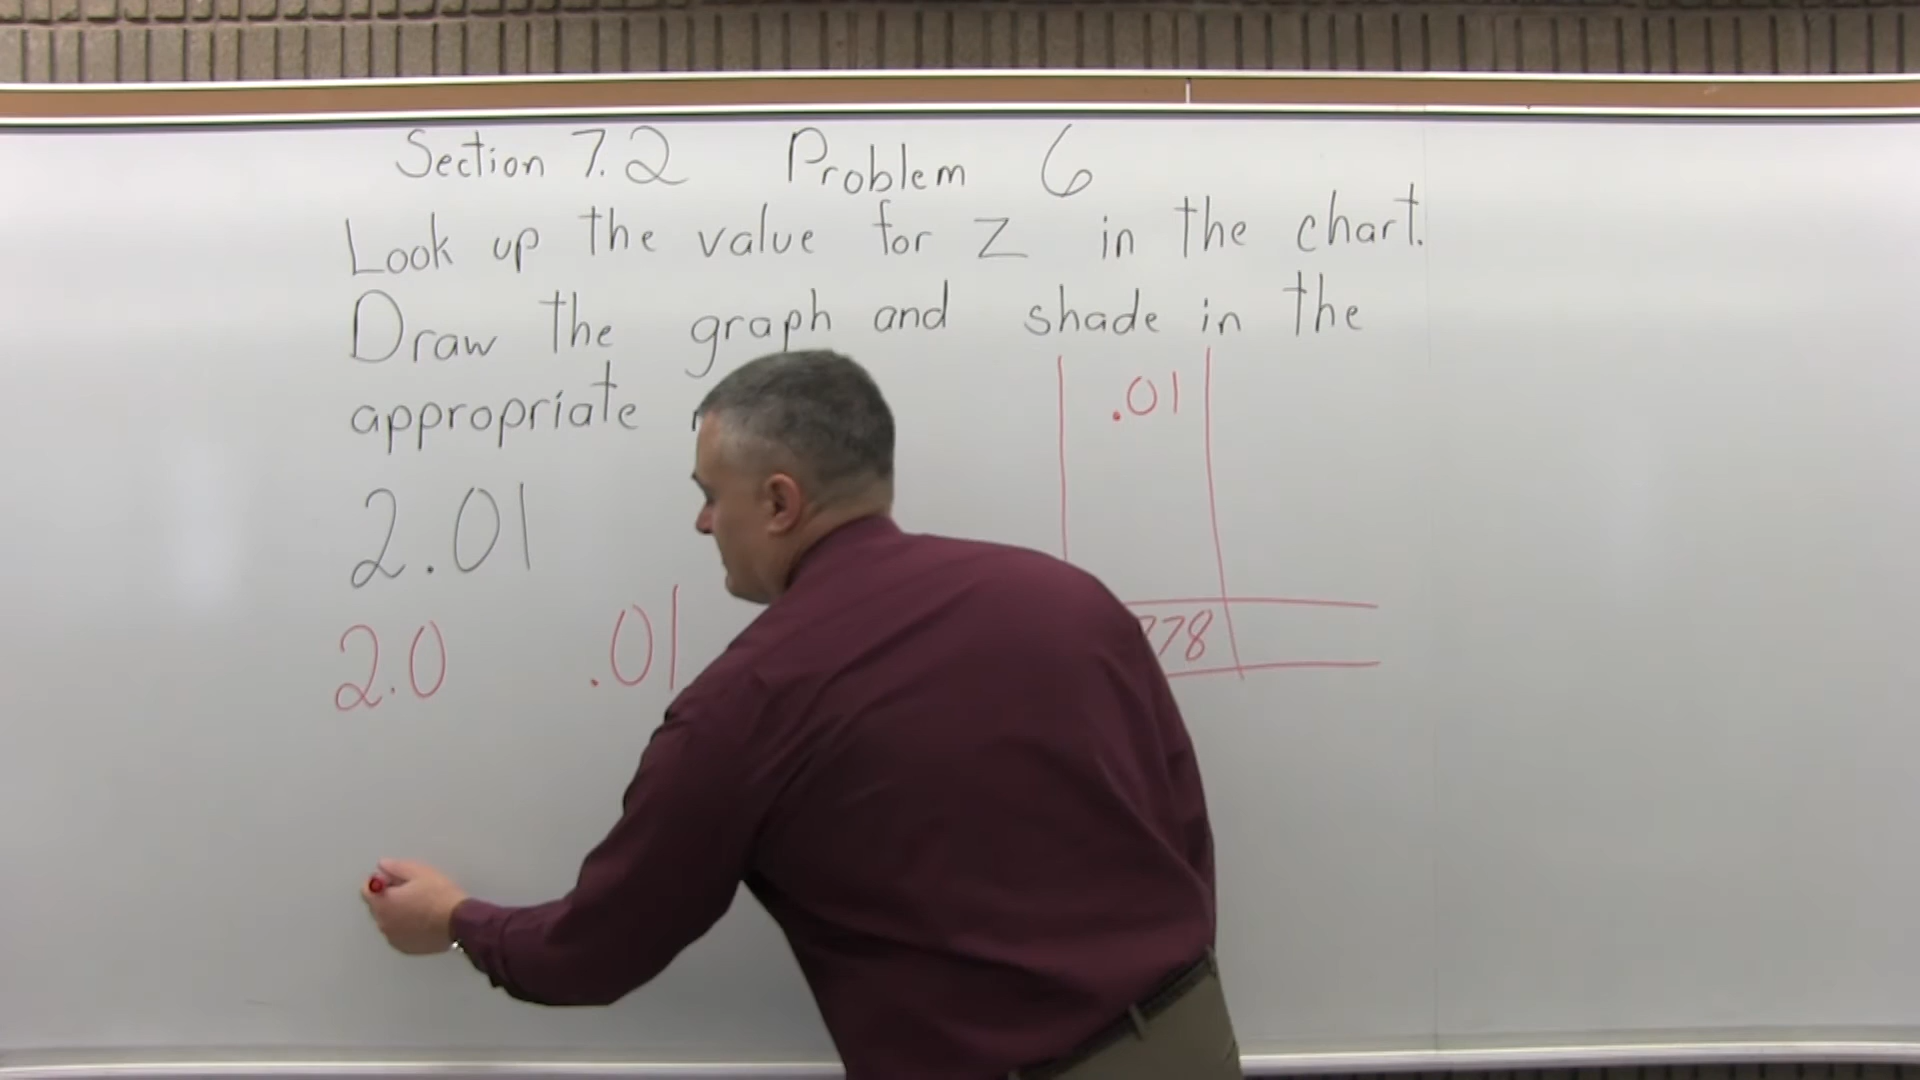 Section 7.2 Problem 6
Look up the value for Z in the chart.
Draw the graph and shade in the
appropriate
.01
2.01
2.0 .01
778